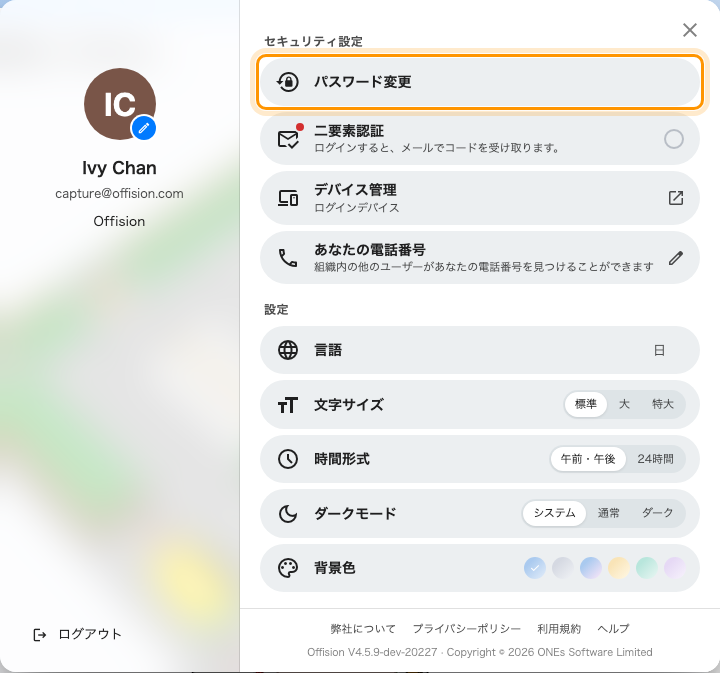 IC
Ivy Chan
capture@offision.com
Offision
ログアウト
セキュリティ設定
パスワード変更
二要素認証
ログインすると、メールでコードを受け取ります。
デバイス管理
ログインデバイス
あなたの電話番号
組織内の他のユーザーがあなたの電話番号を見つけることができます
設定
言語 日
文字サイズ 標準 大 特大
時間形式 午前・午後 24時間
ダークモード システム 通常 ダーク
背景色
弊社について プライバシーポリシー 利用規約 ヘルプ
Offision V4.5.9-dev-20227 · Copyright © 2026 ONEs Software Limited